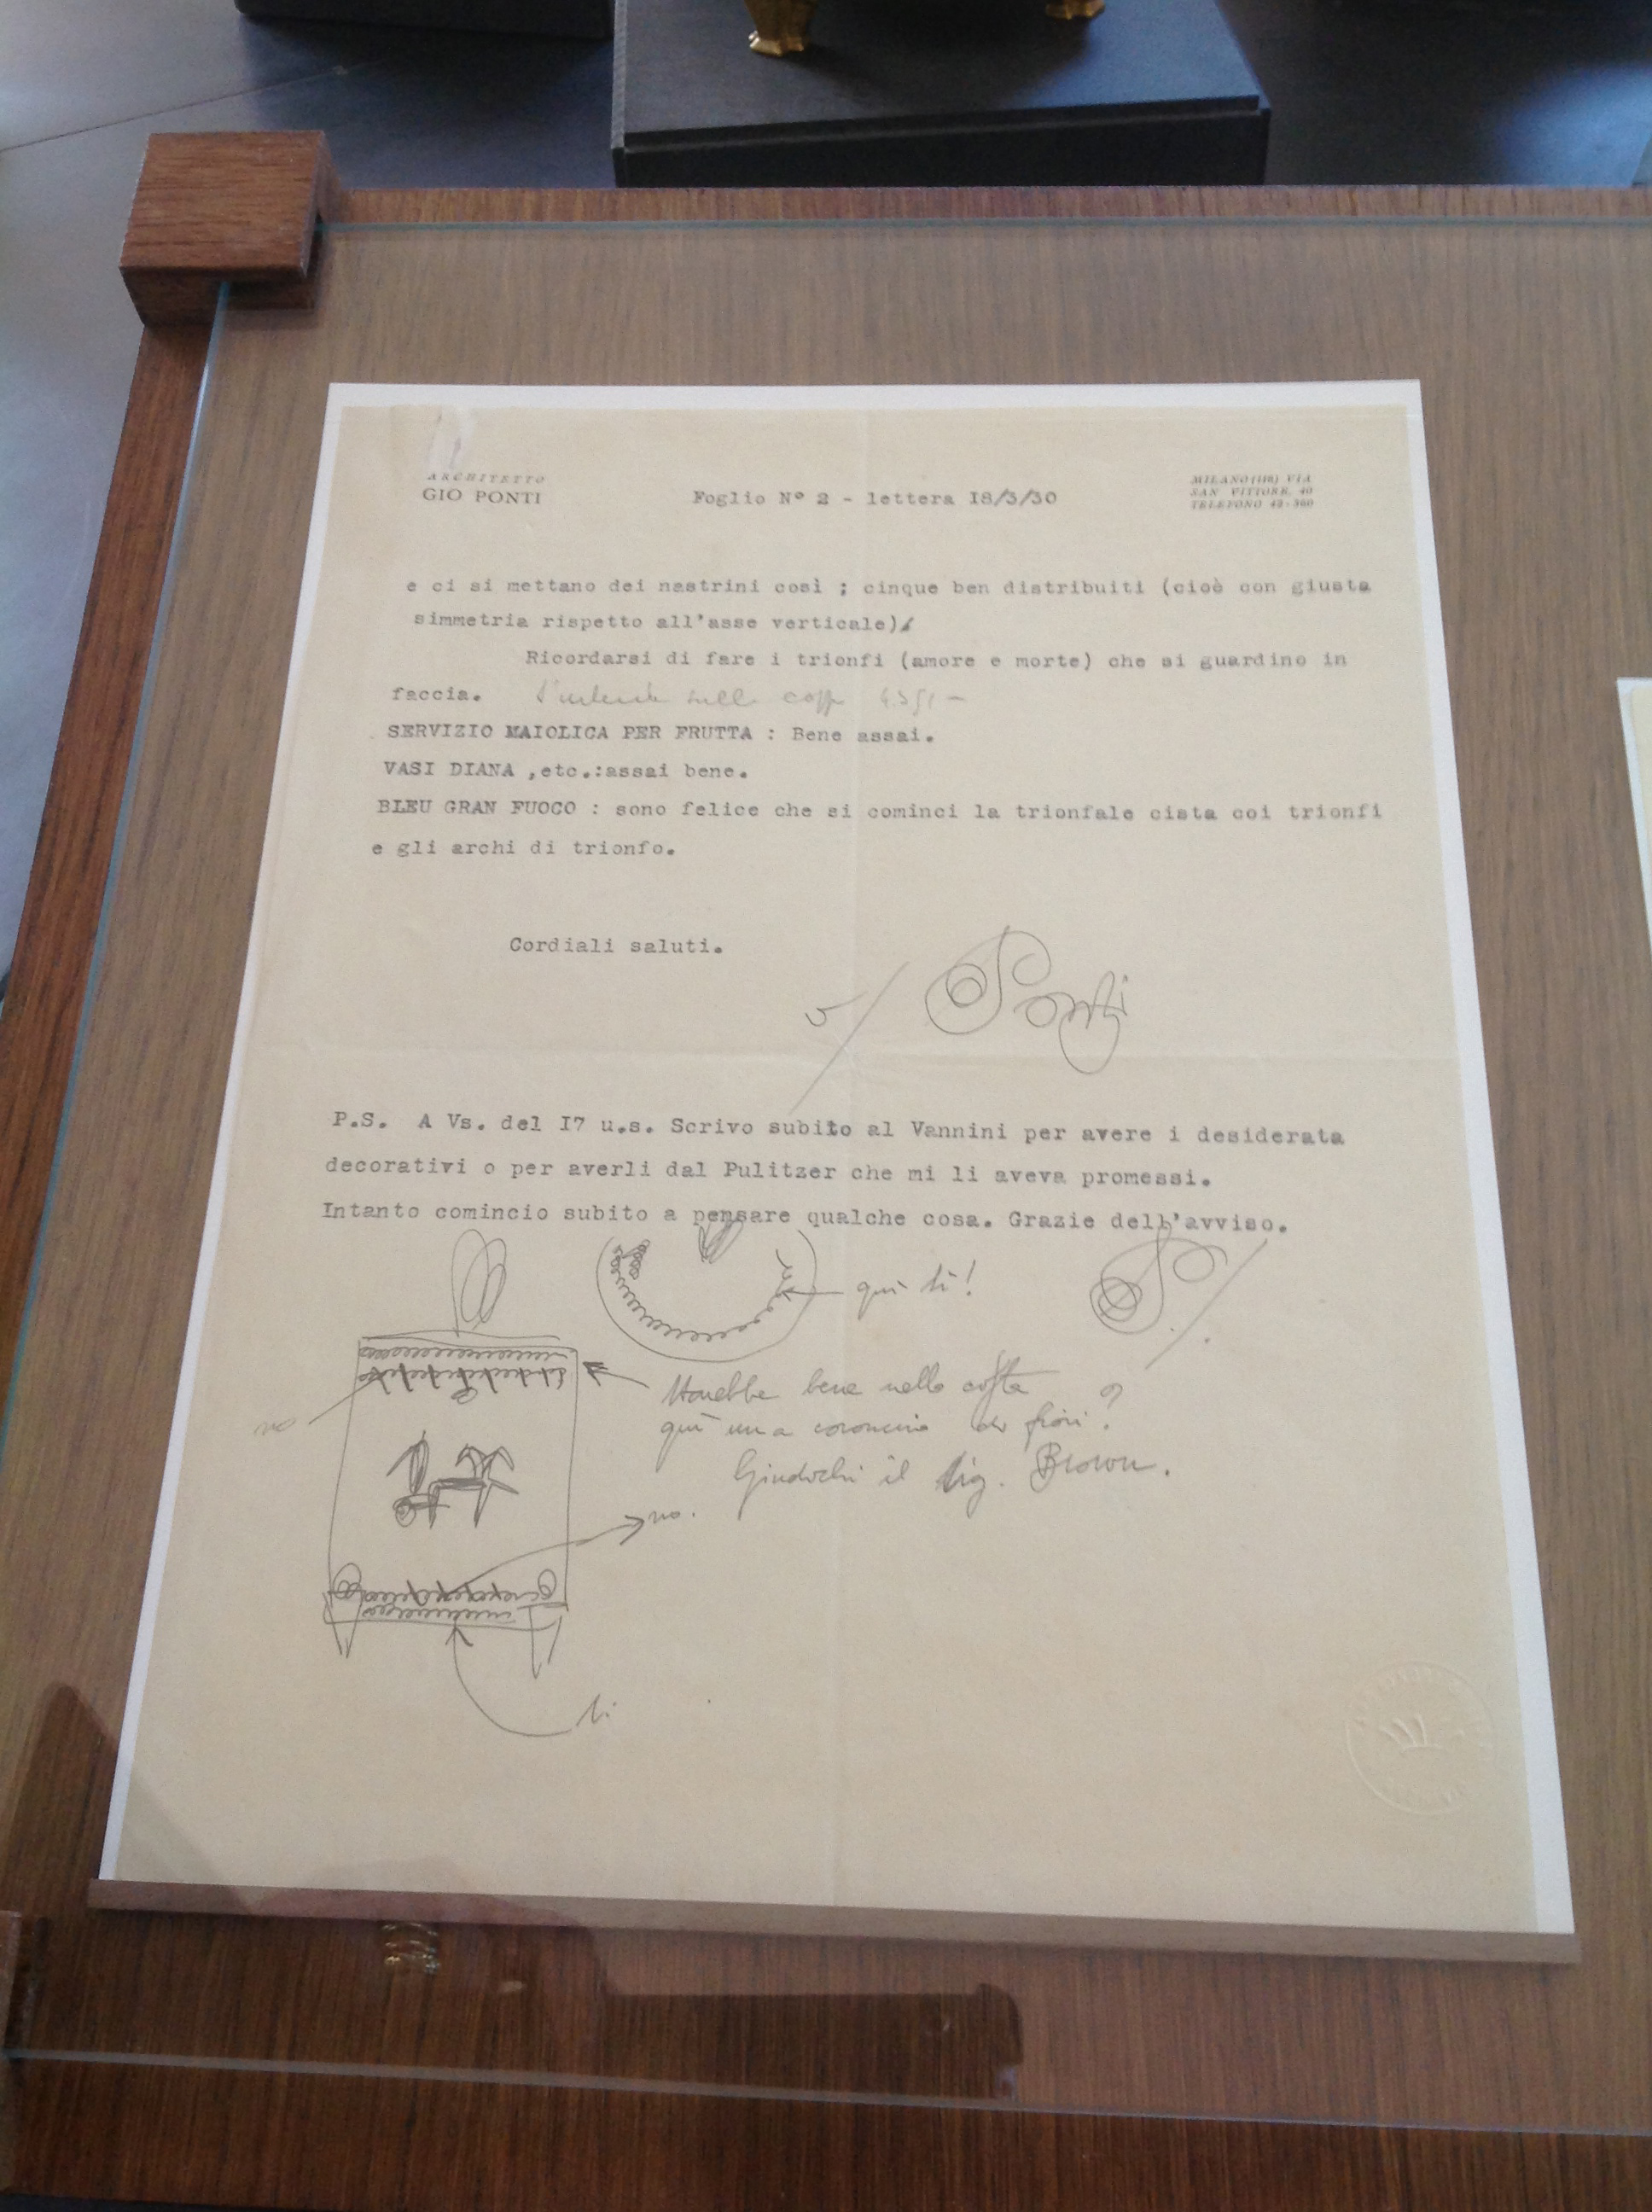 ARCHITETTO
GIO PONTI
Foglio N° 2 - lettera I8/3/30
MILANO (118) VIA
SAN VITTORE, 40
TELEFONO 42-360
e ci si mettano dei nastrini così ; cinque ben distribuiti (cioè con giusta
simmetria rispetto all'asse verticale).
Ricordarsi di fare i trionfi (amore e morte) che si guardino in
faccia.
SERVIZIO MAIOLICA PER FRUTTA : Bene assai.
VASI DIANA ,etc.:assai bene.
BLEU GRAN FUOCO : sono felice che si cominci la trionfale cista coi trionfi
e gli archi di trionfo.
Cordiali saluti.
Ponti
P.S. A Vs. del I7 u.s. Scrivo subito al Vannini per avere i desiderata
decorativi o per averli dal Pulitzer che mi li aveva promessi.
Intanto comincio subito a pensare qualche cosa. Grazie dell'avviso.
qui sì!
no
Starebbe bene nella cista
qui una coroncina di fiori?
Giudichi il Sig. Brown.
no.
sì